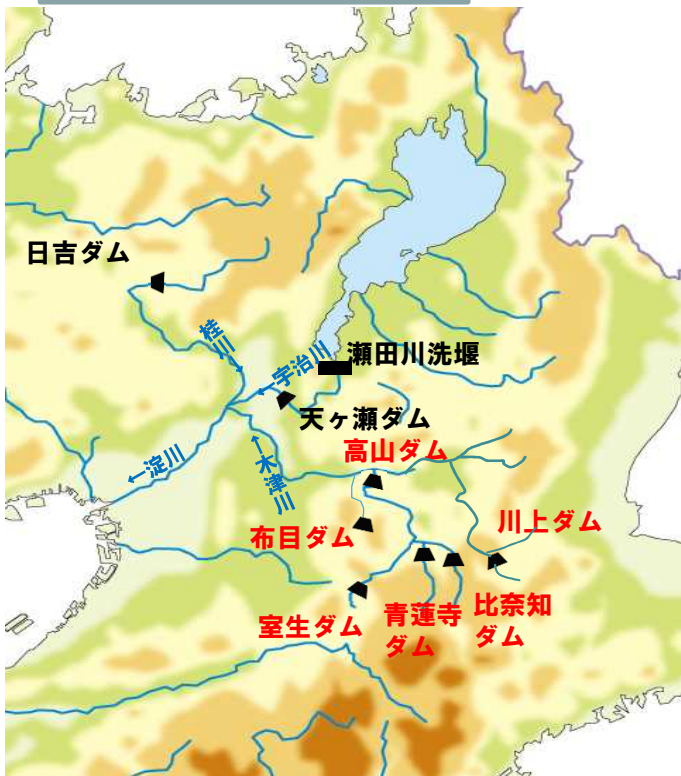 日吉ダム
桂川→
←宇治川
瀬田川洗堰
天ヶ瀬ダム
高山ダム
←淀川
←木津川
川上ダム
布目ダム
室生ダム
青蓮寺
ダム
比奈知
ダム